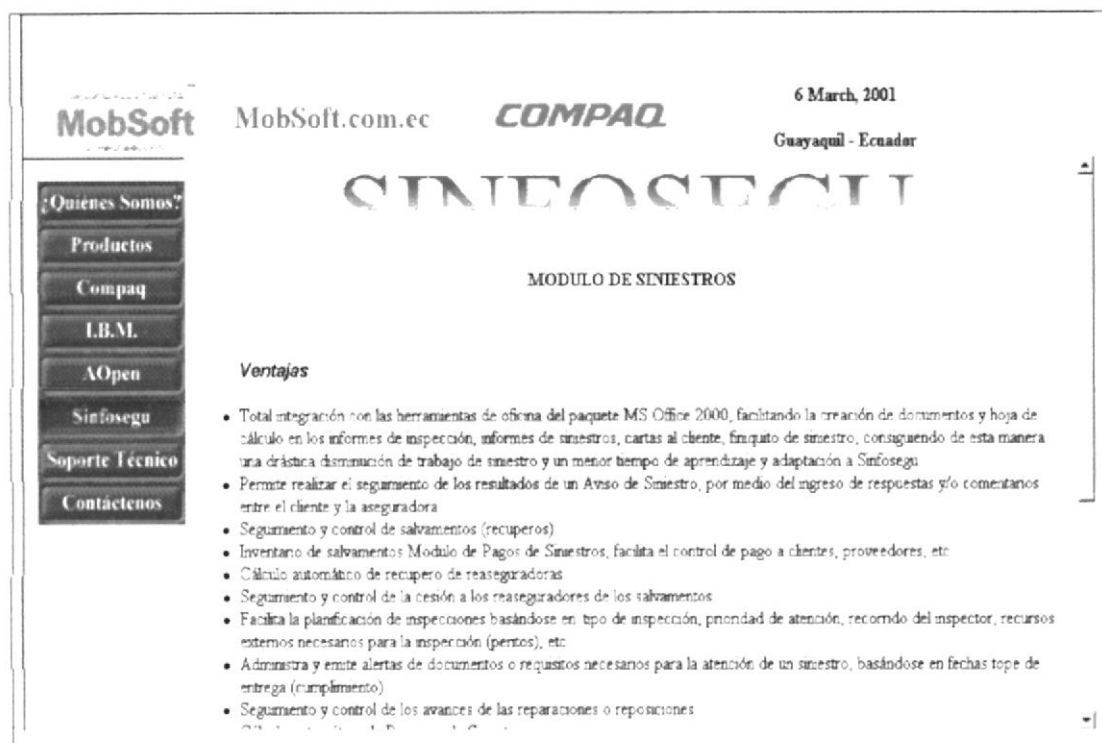 MobSoft
MobSoft.com.ec
COMPAQ
6 March, 2001
Guayaquil - Ecuador
SINFOSEGU
¿Quiénes Somos?
Productos
Compaq
I.B.M.
AOpen
Sinfosegu
Soporte Técnico
Contáctenos
MODULO DE SINIESTROS
Ventajas
• Total integración con las herramientas de oficina del paquete MS Office 2000, facilitando la creación de documentos y hoja de
cálculo en los informes de inspección, informes de siniestros, cartas al cliente, finiquito de siniestro, consiguiendo de esta manera
una drástica disminución de trabajo de siniestro y un menor tiempo de aprendizaje y adaptación a Sinfosegu
• Permite realizar el seguimiento de los resultados de un Aviso de Siniestro, por medio del ingreso de respuestas y/o comentarios
entre el cliente y la aseguradora
• Seguimiento y control de salvamentos (recuperos)
• Inventario de salvamentos Modulo de Pagos de Siniestros, facilita el control de pago a clientes, proveedores, etc
• Cálculo automático de recupero de reaseguradoras
• Seguimiento y control de la cesión a los reaseguradores de los salvamentos
• Facilita la planificación de inspecciones basándose en tipo de inspección, prioridad de atención, recorrido del inspector, recursos
externos necesarios para la inspección (peritos), etc
• Administra y emite alertas de documentos o requisitos necesarios para la atención de un siniestro, basándose en fechas tope de
entrega (cumplimiento)
• Seguimiento y control de los avances de las reparaciones o reposiciones